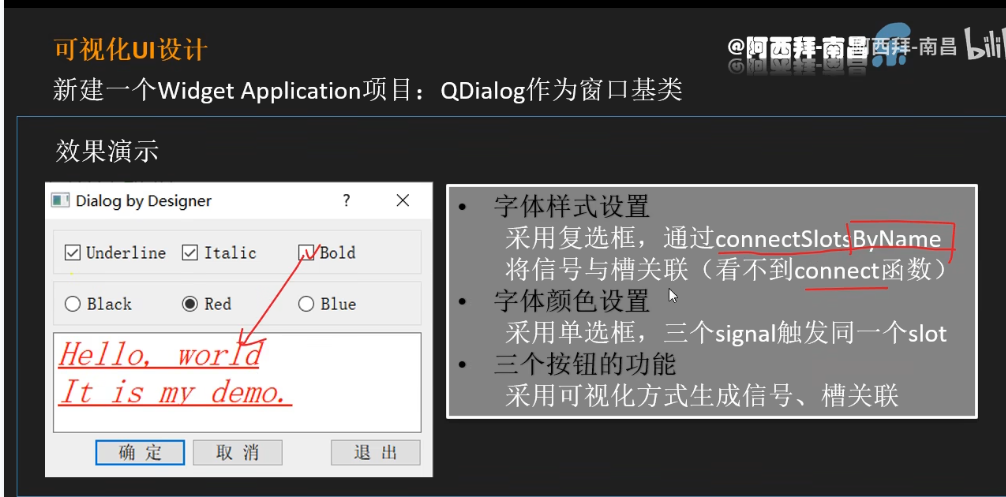 可视化UI设计
@阿西拜-南昌
西拜-南昌
bili
新建一个Widget Application项目：QDialog作为窗口基类
效果演示
Dialog by Designer
?
Underline Italic Bold
Black Red Blue
Hello, world
It is my demo.
确 定 取 消 退 出
• 字体样式设置
采用复选框，通过connectSlotsByName
将信号与槽关联（看不到connect函数）
• 字体颜色设置
采用单选框，三个signal触发同一个slot
• 三个按钮的功能
采用可视化方式生成信号、槽关联